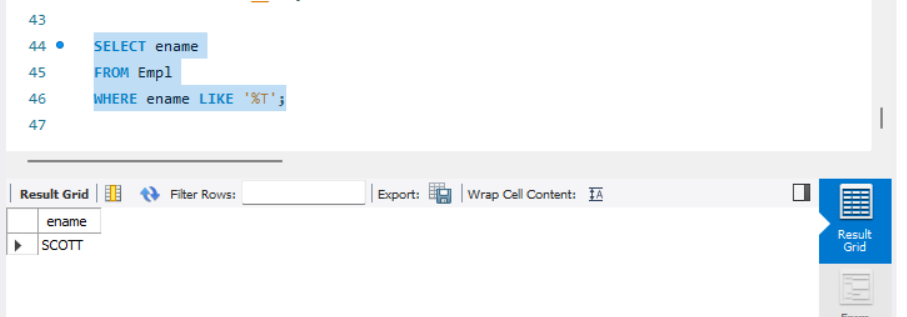 43
44 SELECT ename
45 FROM Empl
46 WHERE ename LIKE '%T';
47
Result Grid Filter Rows: Export: Wrap Cell Content:
ename
SCOTT
Result
Grid